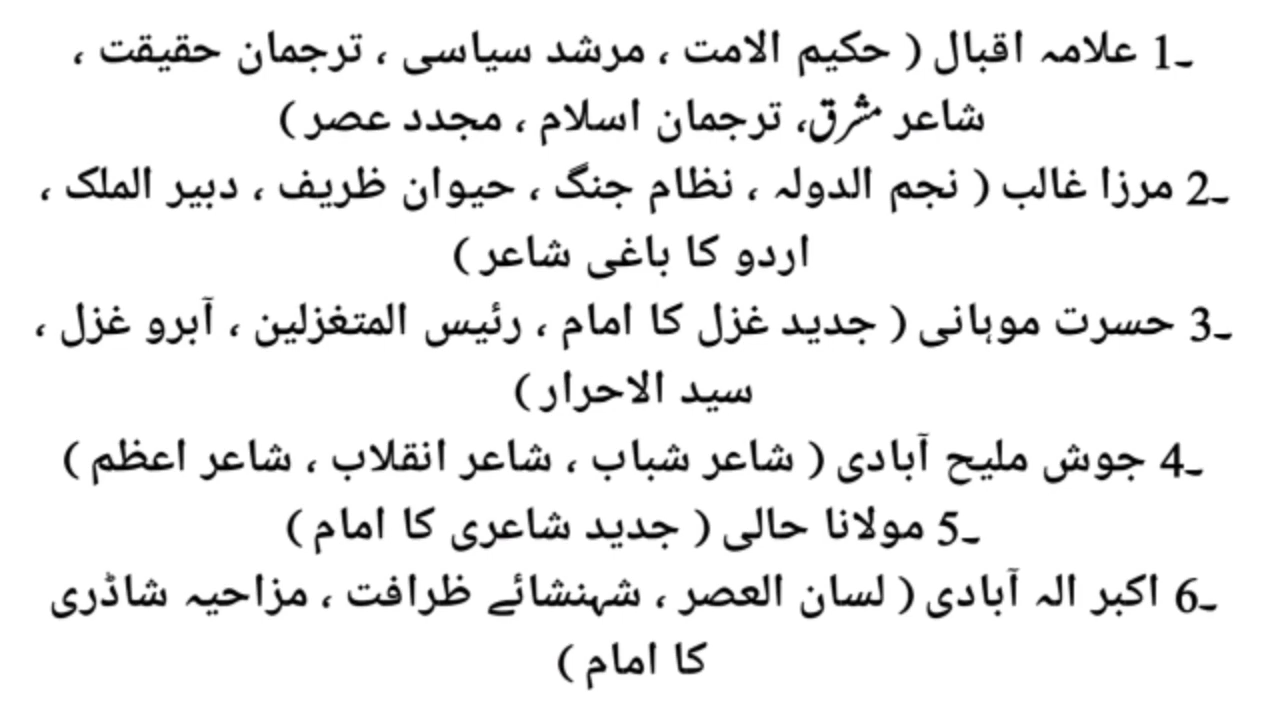 1۔ علامہ اقبال ( حکیم الامت ، مرشد سیاسی ، ترجمان حقیقت ،
شاعر مشرق، ترجمان اسلام ، مجدد عصر )
2۔ مرزا غالب ( نجم الدولہ ، نظام جنگ ، حیوان ظریف ، دبیر الملک ،
اردو کا باغی شاعر )
3۔ حسرت موہانی ( جدید غزل کا امام ، رئیس المتغزلین ، آبرو غزل ،
سید الاحرار )
4۔ جوش ملیح آبادی ( شاعر شباب ، شاعر انقلاب ، شاعر اعظم )
5۔ مولانا حالی ( جدید شاعری کا امام )
6۔ اکبر الہ آبادی ( لسان العصر ، شہنشائے ظرافت ، مزاحیہ شاڈری
کا امام )